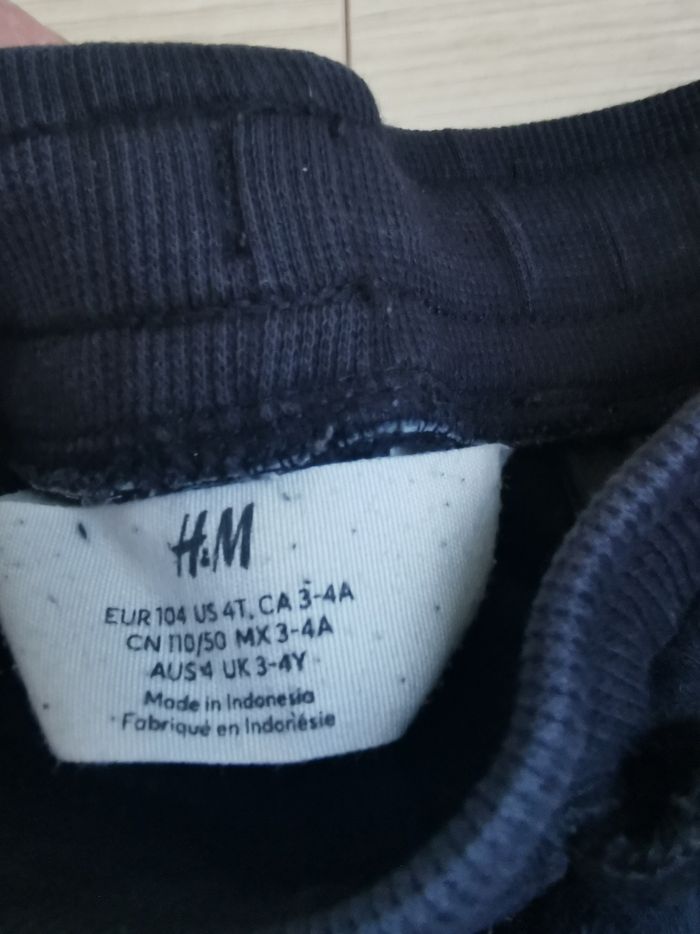 H&M
EUR 104 US 4T, CA 3-4A
CN 110/50 MX 3-4A
AUS 4 UK 3-4Y
Made in Indonesia
Fabriqué en Indonésie